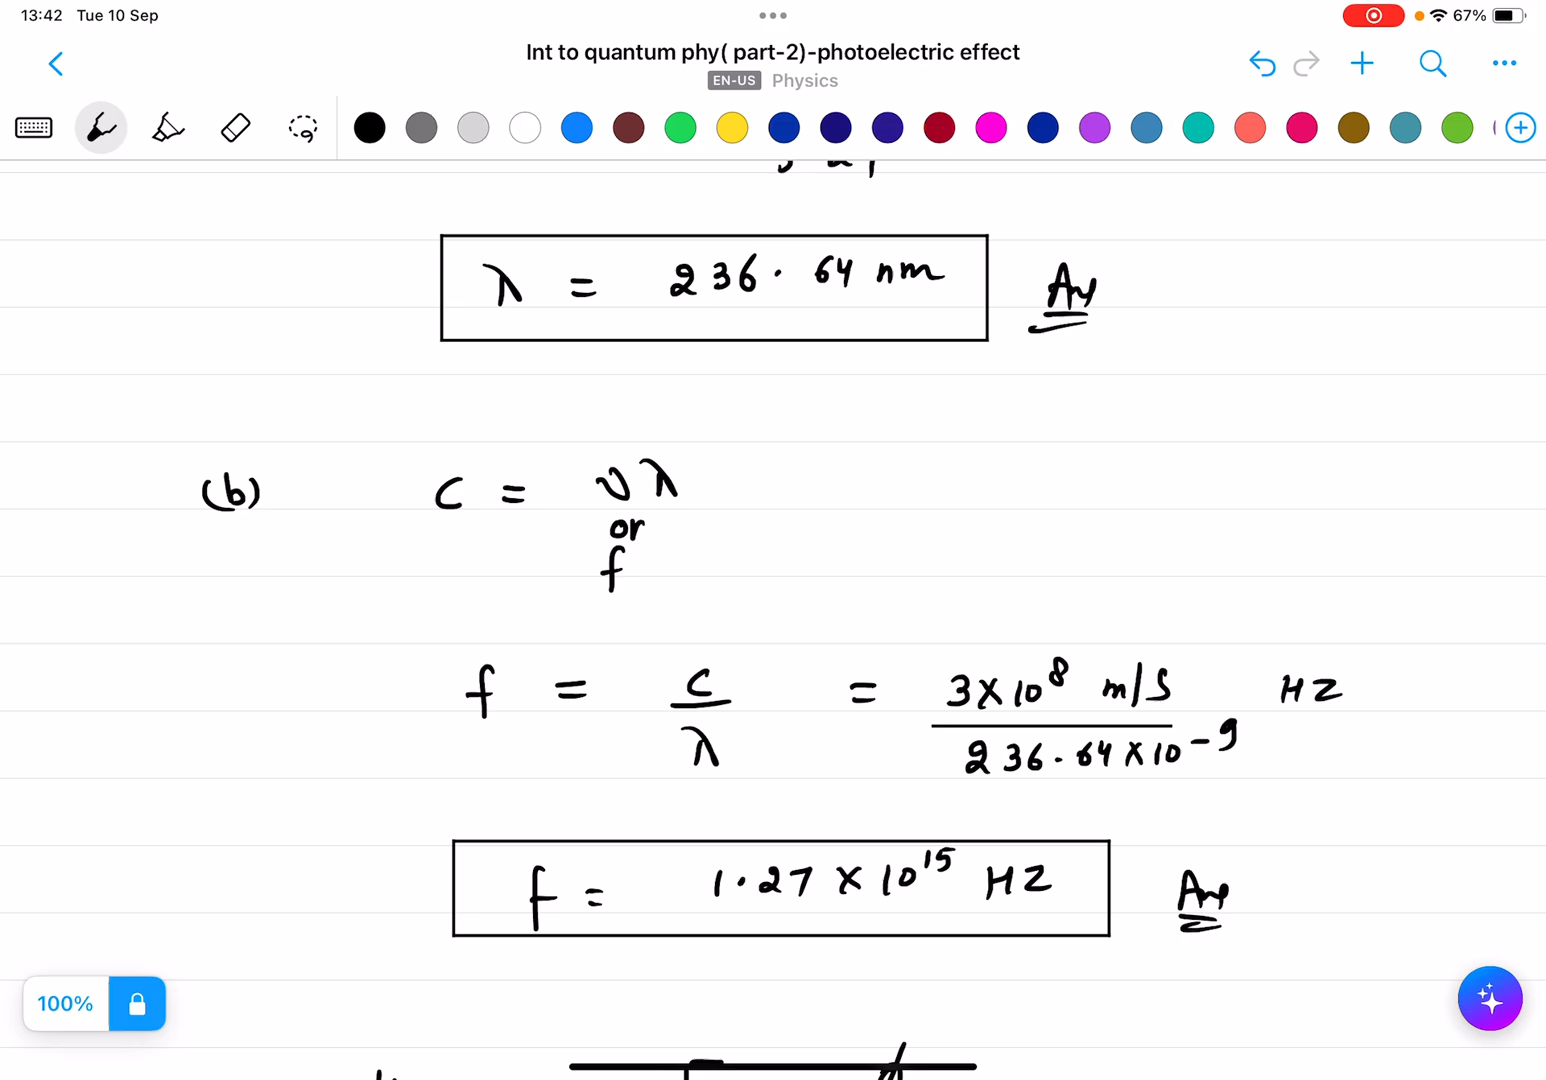 13:42 Tue 10 Sep 67%
Int to quantum phy( part-2)-photoelectric effect
EN-US Physics
λ = 236.64 nm Ans
(b) c = νλ
or
f
f = c/λ = 3×10⁸ m/s / 236.64×10⁻⁹ HZ
f = 1.27 × 10¹⁵ HZ Ans
100%